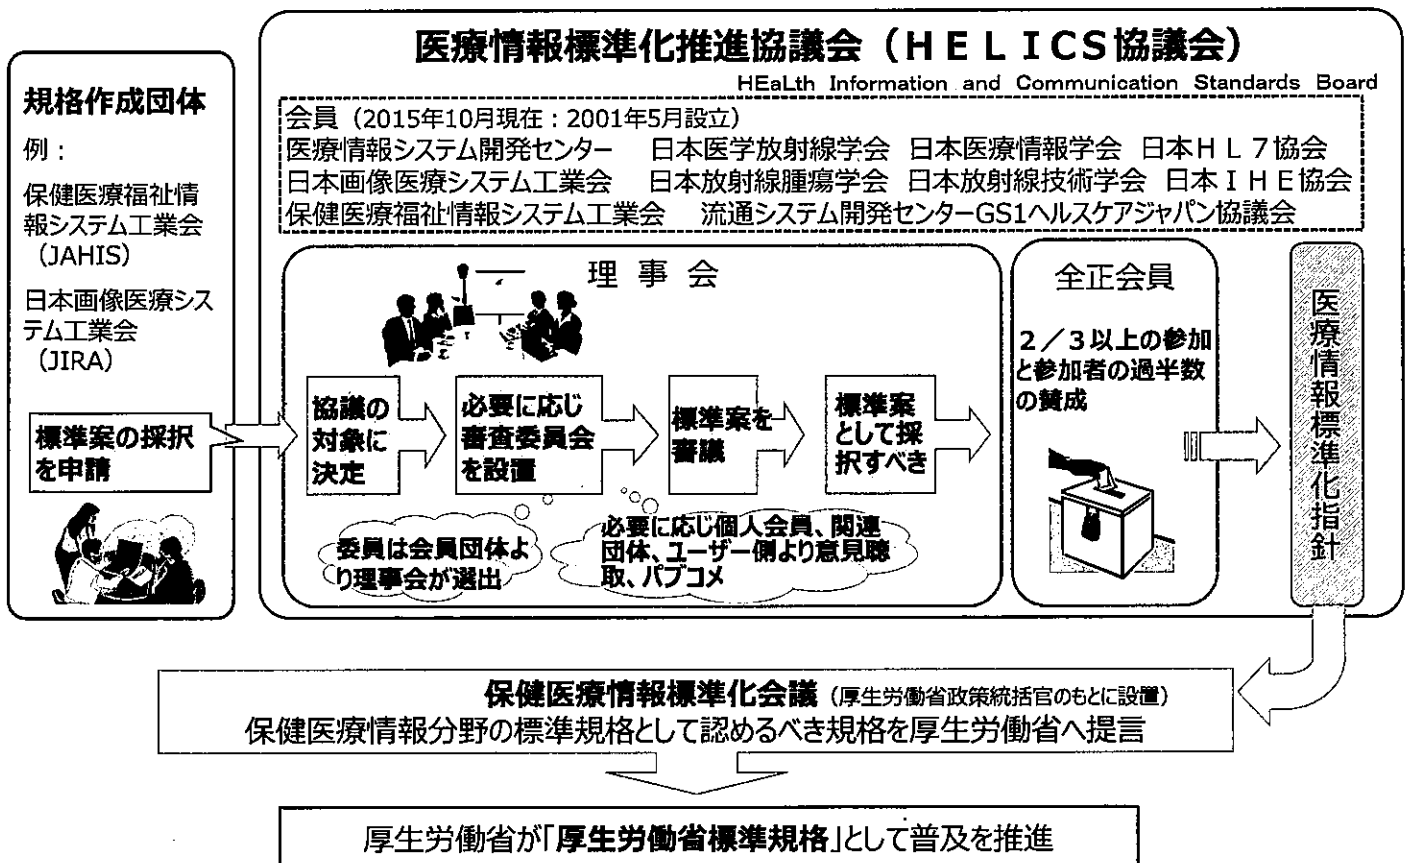 医療情報標準化推進協議会（ＨＥＬＩＣＳ協議会）
HEaLth Information and Communication Standards Board
規格作成団体
例：
保健医療福祉情
報システム工業会
（JAHIS）
日本画像医療シス
テム工業会
（JIRA）
標準案の採択
を申請
会員（2015年10月現在：2001年5月設立）
医療情報システム開発センター　日本医学放射線学会　日本医療情報学会　日本ＨＬ７協会
日本画像医療システム工業会　日本放射線腫瘍学会　日本放射線技術学会　日本ＩＨＥ協会
保健医療福祉情報システム工業会　流通システム開発センターGS1ヘルスケアジャパン協議会
理事会
協議の
対象に
決定
必要に応じ
審査委員会
を設置
標準案を
審議
標準案
として採
択すべき
委員は会員団体よ
り理事会が選出
必要に応じ個人会員、関連
団体、ユーザー側より意見聴
取、パブコメ
全正会員
２／３以上の参加
と参加者の過半数
の賛成
医療情報標準化指針
保健医療情報標準化会議（厚生労働省政策統括官のもとに設置）
保健医療情報分野の標準規格として認めるべき規格を厚生労働省へ提言
厚生労働省が「厚生労働省標準規格」として普及を推進